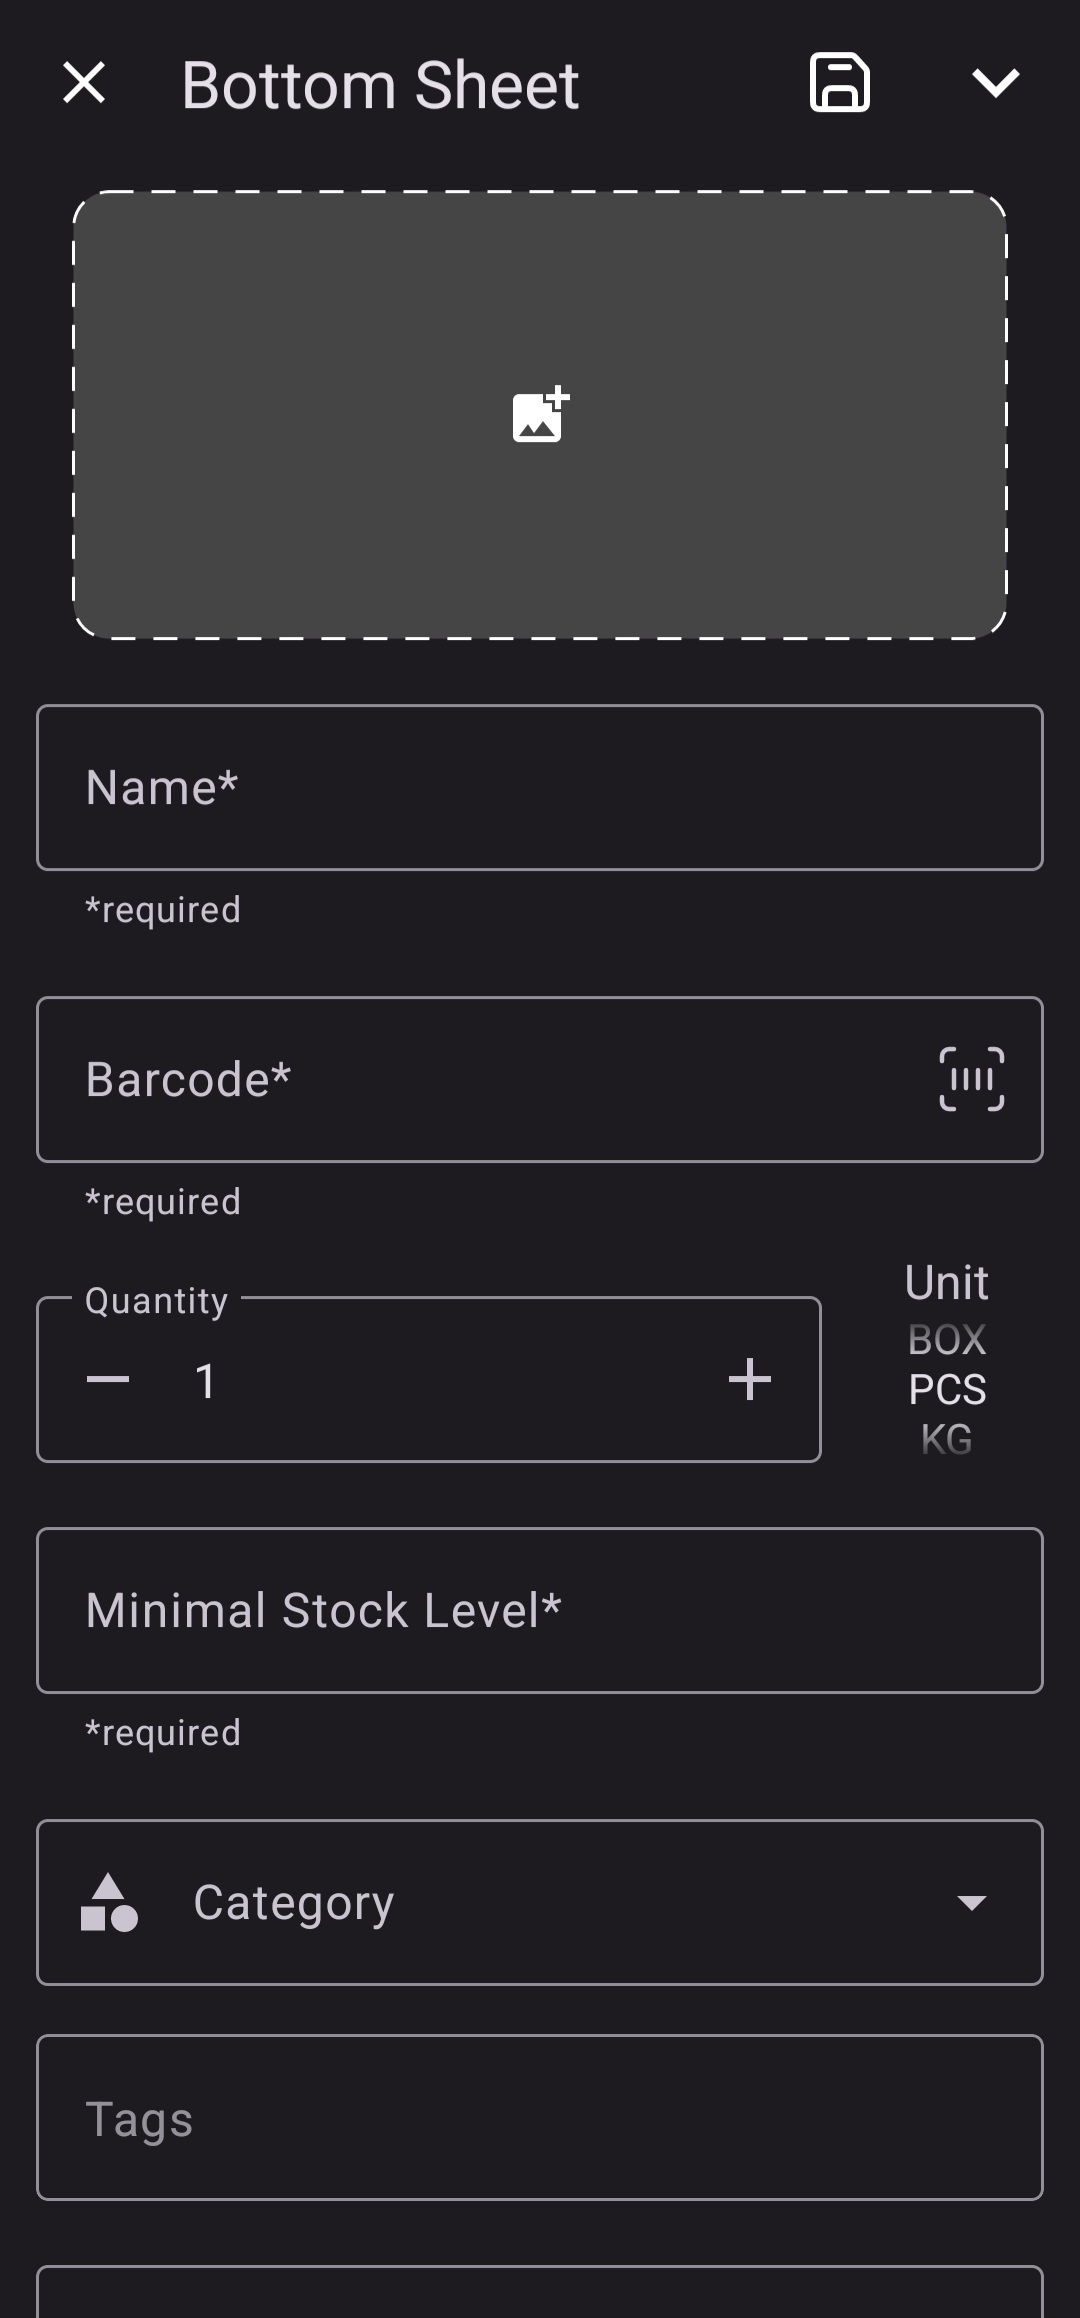 Bottom Sheet
Name*
*required
Barcode*
*required
Quantity
1
Unit
BOX
PCS
KG
Minimal Stock Level*
*required
Category
Tags